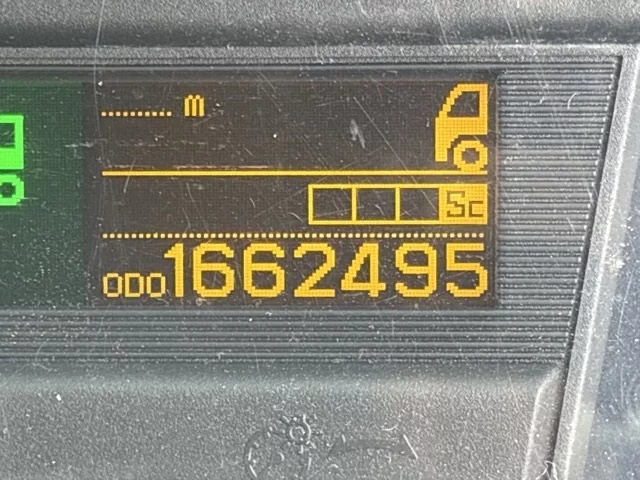 ......... m
Sc
ODO1662495